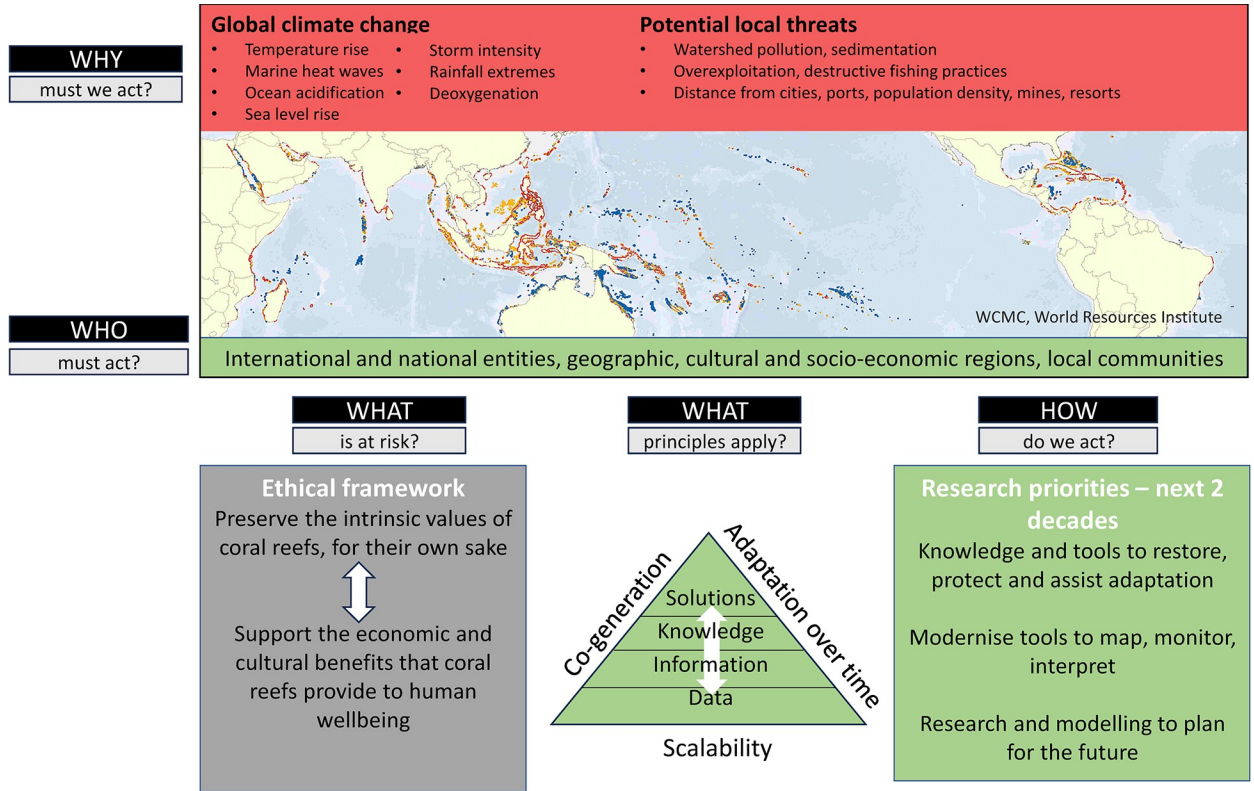 WHY
must we act?
Global climate change
• Temperature rise
• Marine heat waves
• Ocean acidification
• Sea level rise
• Storm intensity
• Rainfall extremes
• Deoxygenation
Potential local threats
• Watershed pollution, sedimentation
• Overexploitation, destructive fishing practices
• Distance from cities, ports, population density, mines, resorts
WCMC, World Resources Institute
WHO
must act?
International and national entities, geographic, cultural and socio-economic regions, local communities
WHAT
is at risk?
Ethical framework
Preserve the intrinsic values of
coral reefs, for their own sake
Support the economic and
cultural benefits that coral
reefs provide to human
wellbeing
WHAT
principles apply?
Co-generation
Adaptation over time
Solutions
Knowledge
Information
Data
Scalability
HOW
do we act?
Research priorities – next 2
decades
Knowledge and tools to restore,
protect and assist adaptation
Modernise tools to map, monitor,
interpret
Research and modelling to plan
for the future